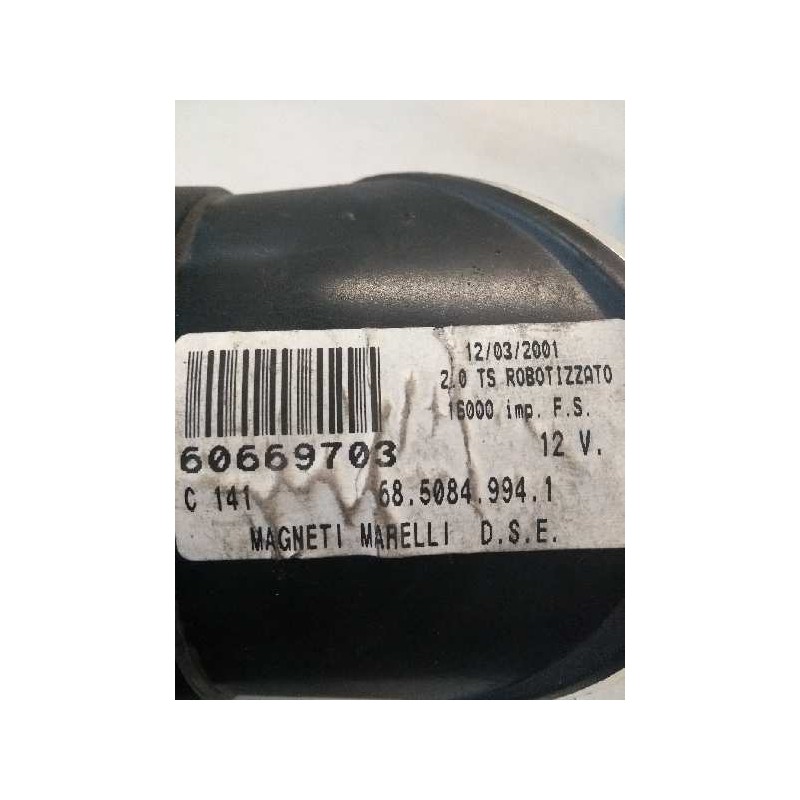 12/03/2001
2.0 TS ROBOTIZZATO
16000 imp. F.S.
60669703
12 V.
C 141 68.5084.994.1
MAGNETI MARELLI D.S.E.